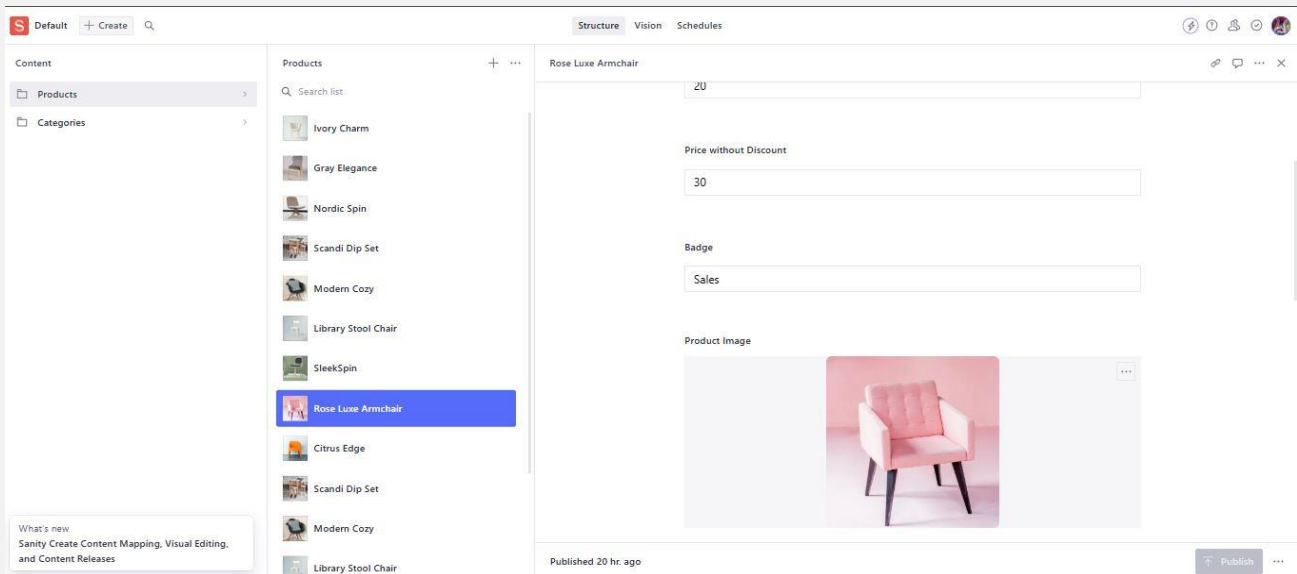 S Default + Create
Structure Vision Schedules
Content
Products
Categories
What's new
Sanity Create Content Mapping, Visual Editing,
and Content Releases
Products
Search list
Ivory Charm
Gray Elegance
Nordic Spin
Scandi Dip Set
Modern Cozy
Library Stool Chair
SleekSpin
Rose Luxe Armchair
Citrus Edge
Scandi Dip Set
Modern Cozy
Library Stool Chair
Rose Luxe Armchair
20
Price without Discount
30
Badge
Sales
Product Image
Published 20 hr. ago
Publish